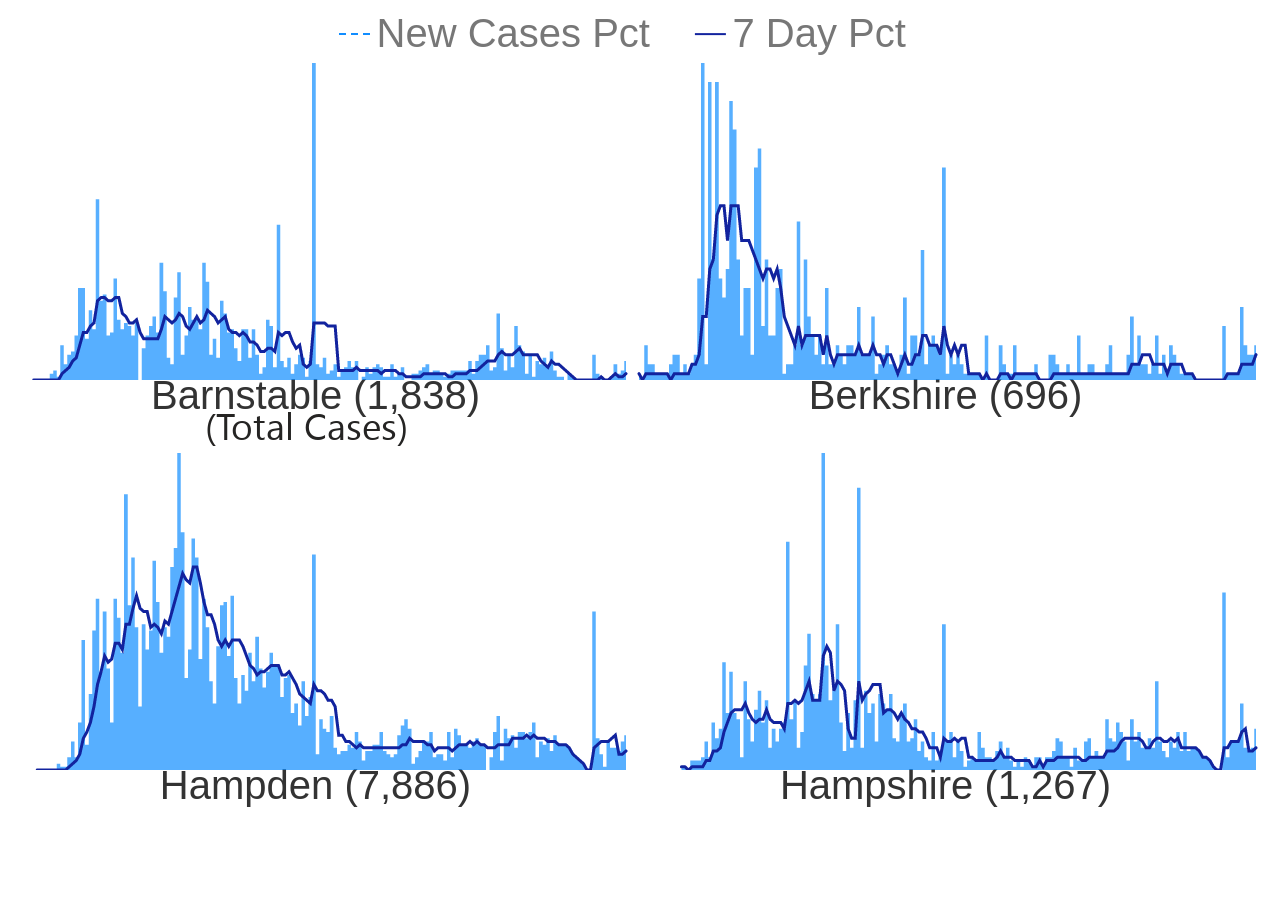 New Cases Pct 7 Day Pct
Barnstable (1,838) Berkshire (696)
(Total Cases)
Hampden (7,886) Hampshire (1,267)